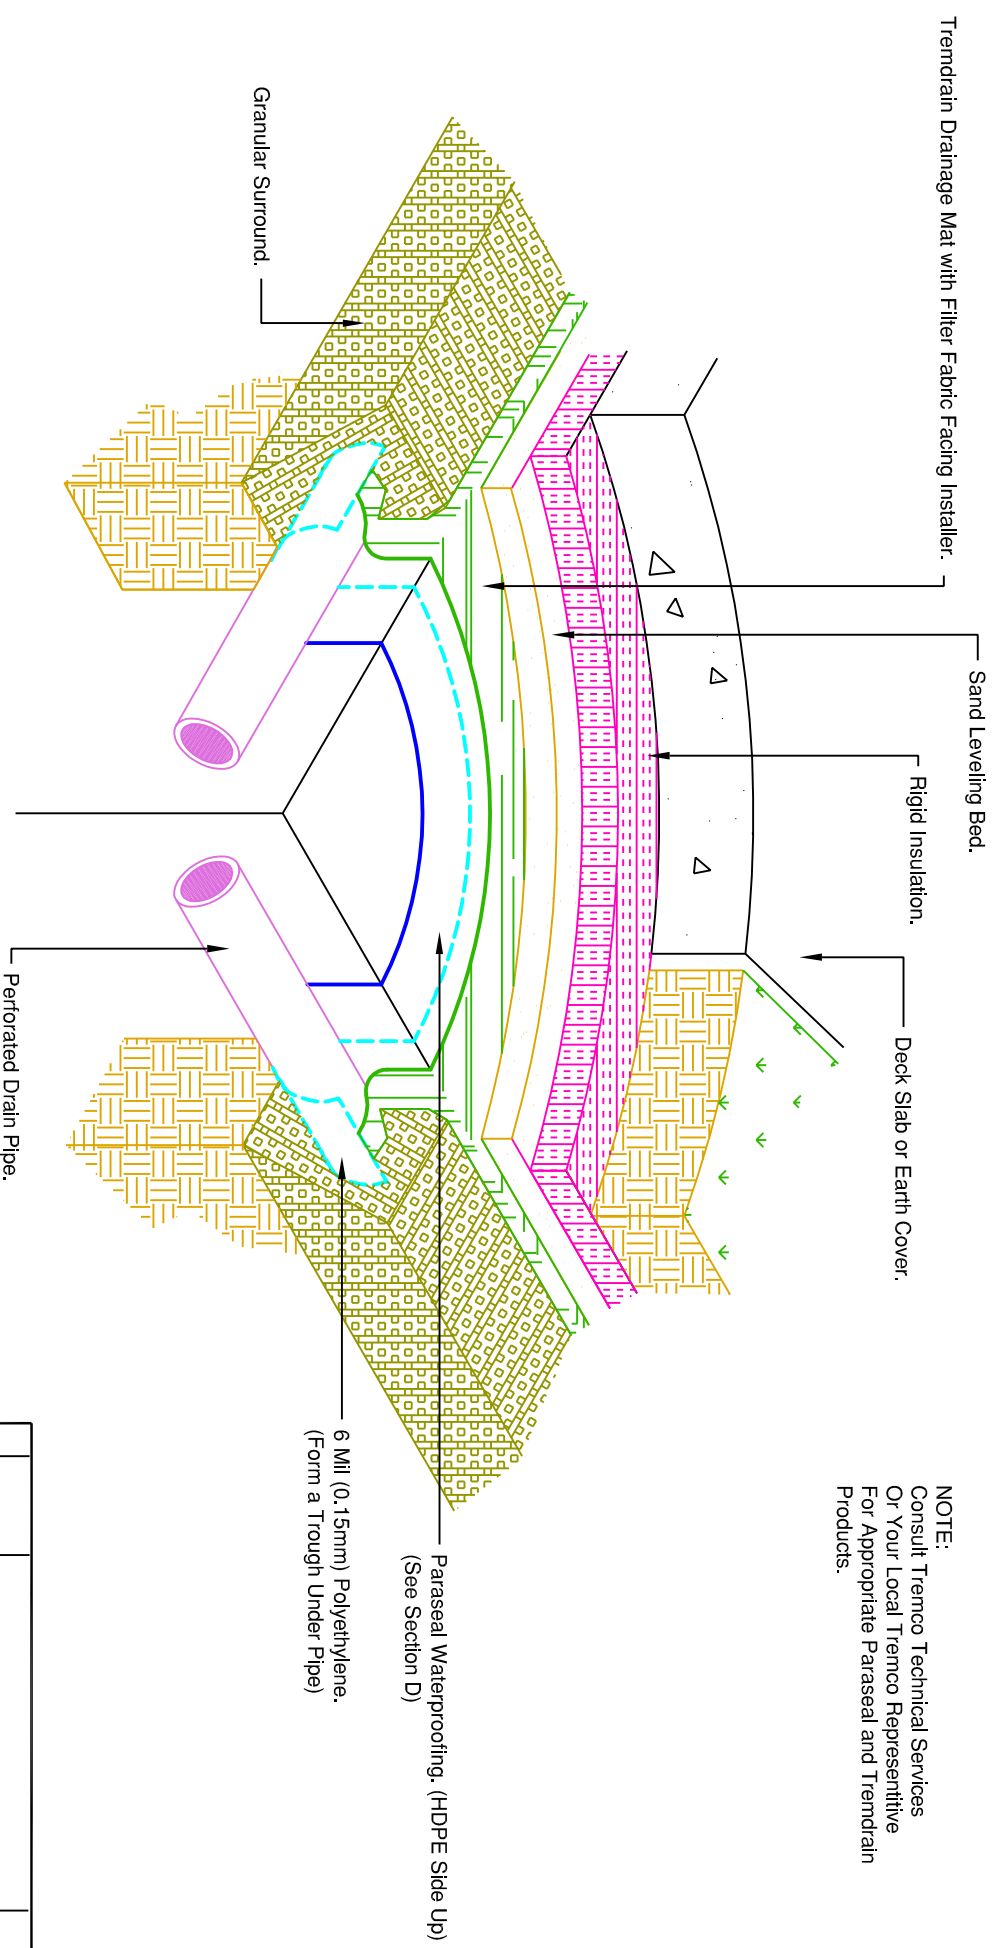 NOTE:
Consult Tremco Technical Services
Or Your Local Tremco Representitive
For Appropriate Paraseal and Tremdrain
Products.
Sand Leveling Bed.
Tremdrain Drainage Mat with Filter Fabric Facing Installer.
Rigid Insulation.
Deck Slab or Earth Cover.
Paraseal Waterproofing. (HDPE Side Up)
(See Section D)
6 Mil (0.15mm) Polyethylene.
(Form a Trough Under Pipe)
Granular Surround.
Perforated Drain Pipe.